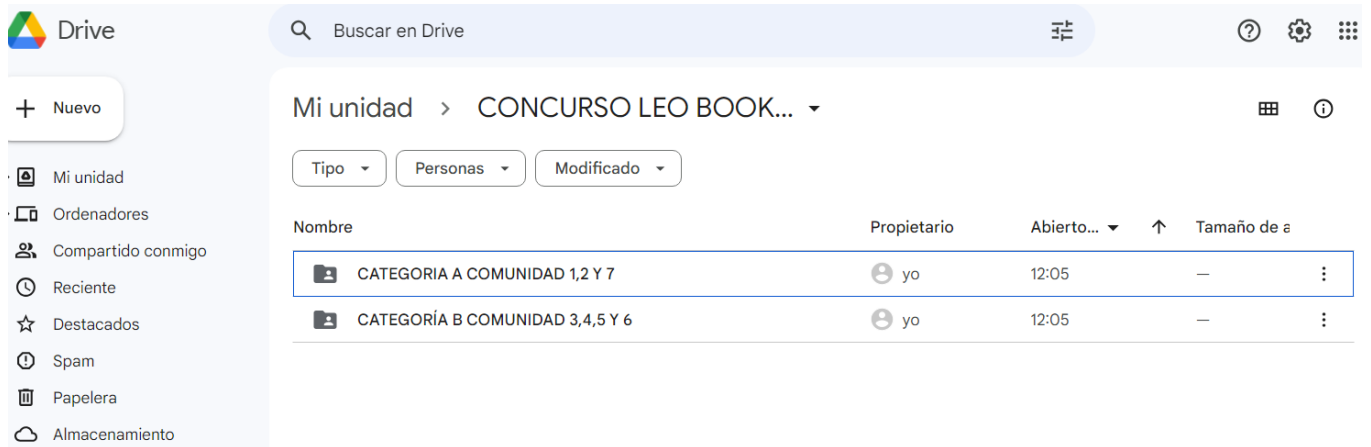 Drive
Buscar en Drive
Nuevo
Mi unidad
Ordenadores
Compartido conmigo
Reciente
Destacados
Spam
Papelera
Almacenamiento
Mi unidad > CONCURSO LEO BOOK...
Tipo Personas Modificado
Nombre Propietario Abierto... Tamaño de a
CATEGORIA A COMUNIDAD 1,2 Y 7 yo 12:05 —
CATEGORÍA B COMUNIDAD 3,4,5 Y 6 yo 12:05 —